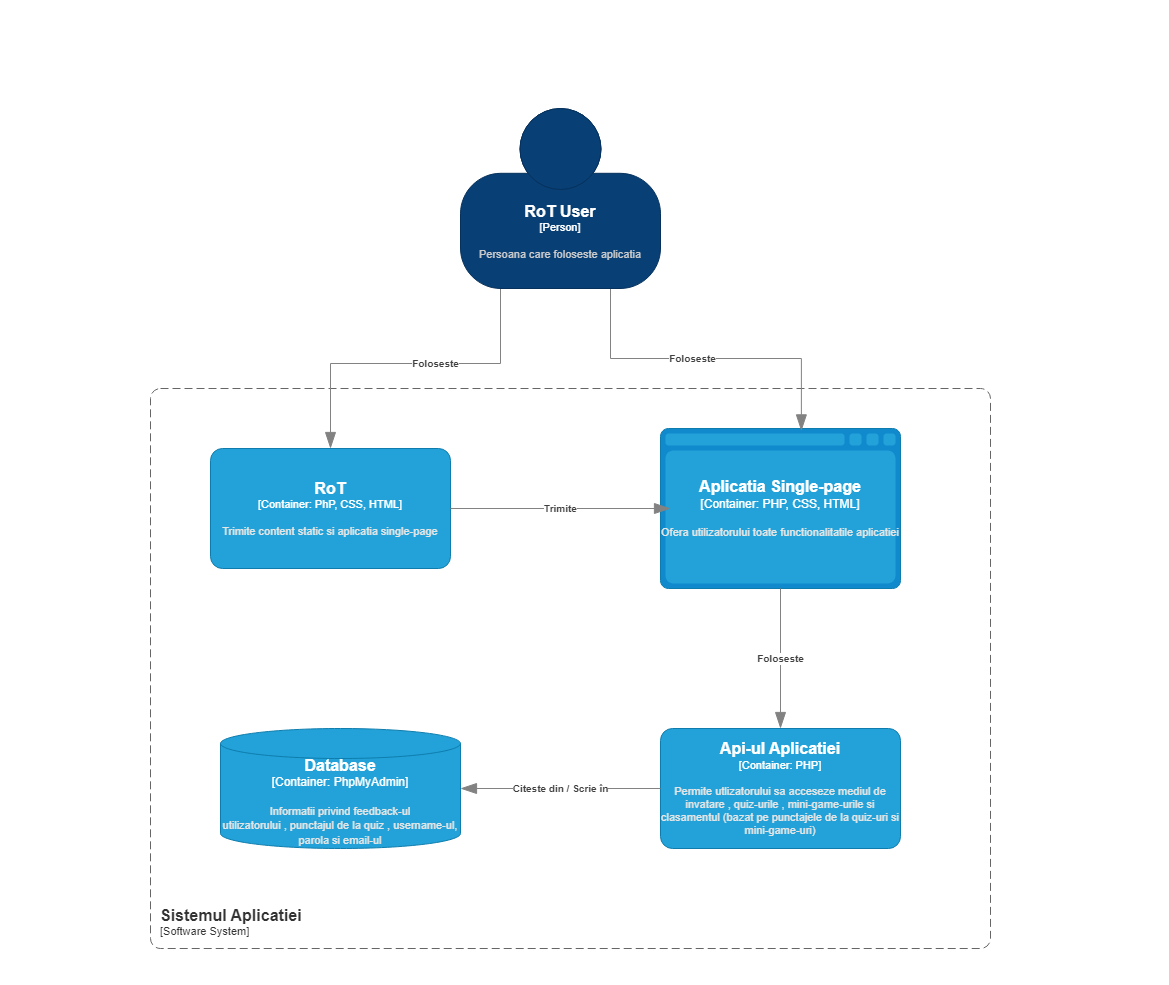 RoT User
[Person]
Persoana care foloseste aplicatia
Foloseste
Foloseste
RoT
[Container: PhP, CSS, HTML]
Trimite content static si aplicatia single-page
Trimite
Aplicatia Single-page
[Container: PHP, CSS, HTML]
Ofera utilizatorului toate functionalitatile aplicatiei
Foloseste
Database
[Container: PhpMyAdmin]
Informatii privind feedback-ul
utilizatorului , punctajul de la quiz , username-ul,
parola si email-ul
Citeste din / Scrie în
Api-ul Aplicatiei
[Container: PHP]
Permite utlizatorului sa acceseze mediul de
invatare , quiz-urile , mini-game-urile si
clasamentul (bazat pe punctajele de la quiz-uri si
mini-game-uri)
Sistemul Aplicatiei
[Software System]